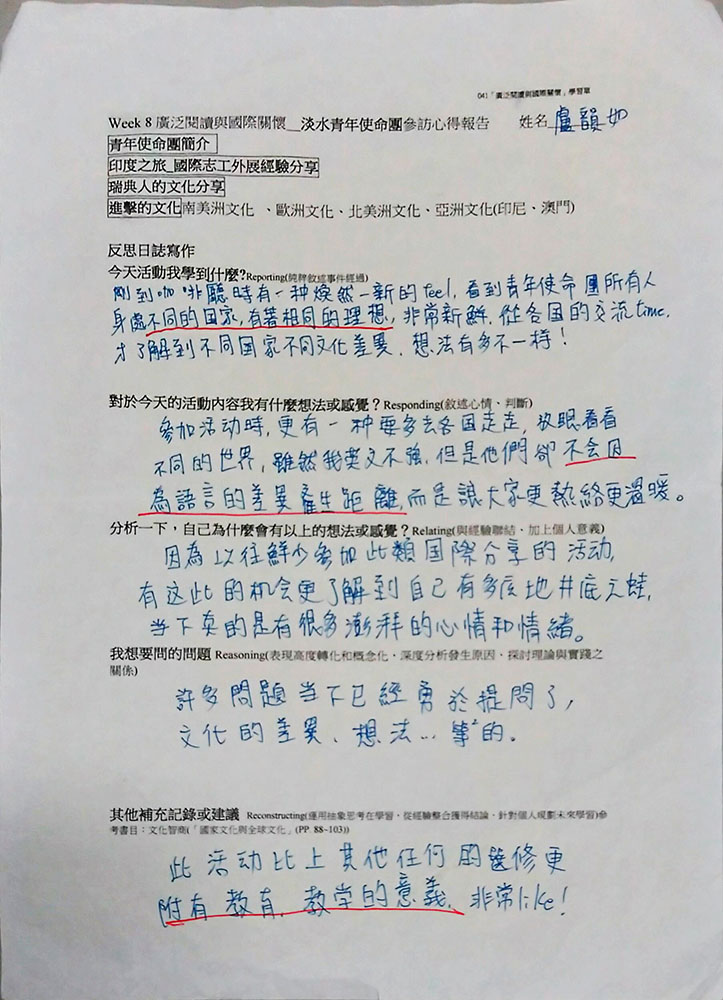 041「廣泛閱讀與國際關懷」學習單
Week 8 廣泛閱讀與國際關懷__淡水青年使命團參訪心得報告 姓名 盧韻如
青年使命團簡介
印度之旅_國際志工外展經驗分享
瑞典人的文化分享
進擊的文化 南美洲文化 、歐洲文化、北美洲文化、亞洲文化(印尼、澳門)
反思日誌寫作
今天活動我學到什麼?Reporting(純粹敘述事件經過)
剛到咖啡廳時有一种煥然一新的feel, 看到青年使命團所有人
身處不同的国家, 有著相同的理想, 非常新鮮. 從各国的交流time,
才了解到不同国家不同文化差異、想法有多不一樣!
對於今天的活動內容我有什麼想法或感覺?Responding(敘述心情、判斷)
參加活动時, 更有一种要多去各国走走, 放眼看看
不同的世界, 雖然我英文不強, 但是他們卻不会因
為語言的差異產生距離, 而是讓大家更熱絡更溫暖。
分析一下,自己為什麼會有以上的想法或感覺?Relating(與經驗聯結、加上個人意義)
因為以往鮮少參加此類国際分享的活动,
有这此的机会更了解到自己有多底地井底之蛙,
当下真的是有很多澎湃的心情和情緒。
我想要問的問題 Reasoning(表現高度轉化和概念化、深度分析發生原因、探討理論與實踐之
關係)
許多問題当下已經勇於提問了,
文化的差異、想法… 等等的。
其他補充記錄或建議 Reconstructing(運用抽象思考在學習、從經驗整合獲得結論、針對個人規劃未來學習)參
考書目:文化智商(「國家文化與全球文化」(PP 88~103))
此活动比上其他任何的選修更
附有教育, 教学的意義, 非常like!